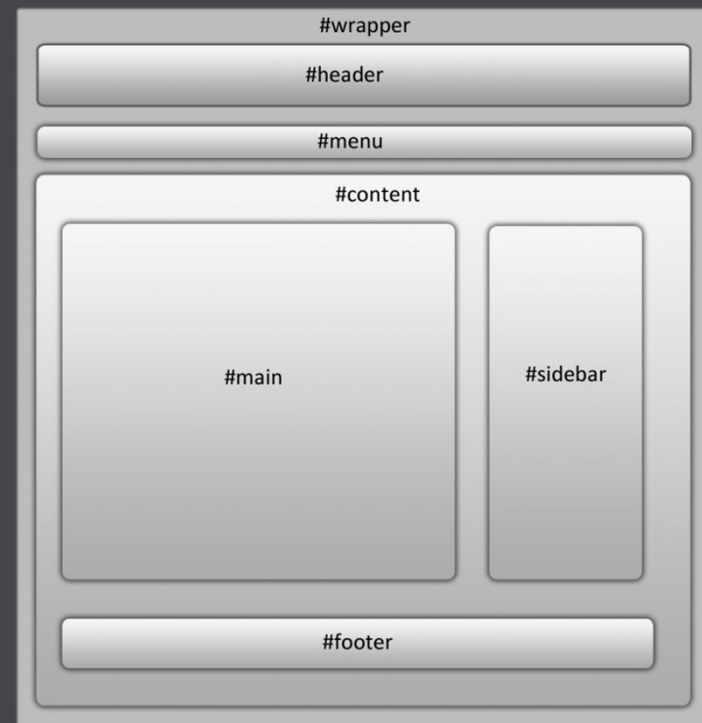 #wrapper
#header
#menu
#content
#main
#sidebar
#footer